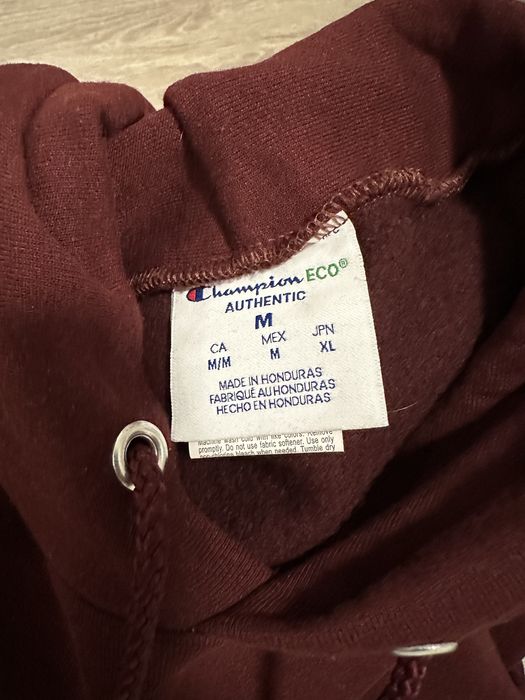 Champion ECO®
AUTHENTIC
M
CA MEX JPN
M/M M XL
MADE IN HONDURAS
FABRIQUÉ AU HONDURAS
HECHO EN HONDURAS
Machine wash cold with like colors. Remove
promptly. Do not use fabric softener. Use only
non-chlorine bleach when needed. Tumble dry